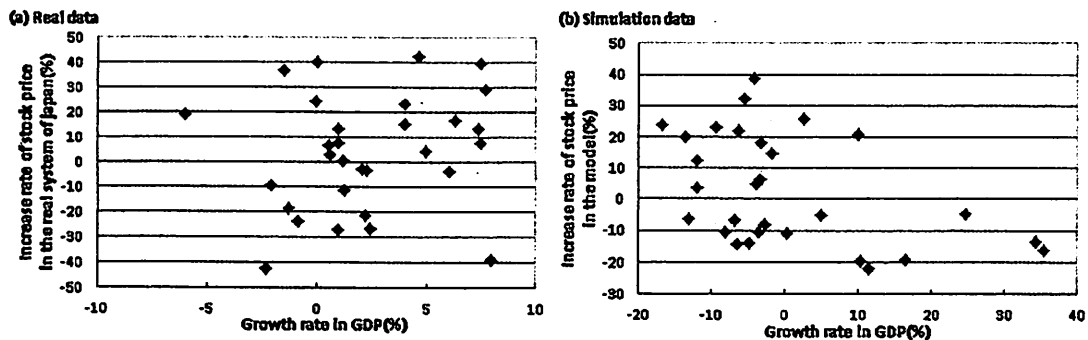 (a) Real data
50
40
30
20
10
0
-10
-20
-30
-40
-50
-10 -5 0 5 10
Growth rate in GDP(%)
Increase rate of stock price
in the real system of japan(%)
(b) Simulation data
50
40
30
20
10
0
-10
-20
-30
-20 -10 0 10 20 30 40
Growth rate in GDP(%)
Increase rate of stock price
in the model(%)